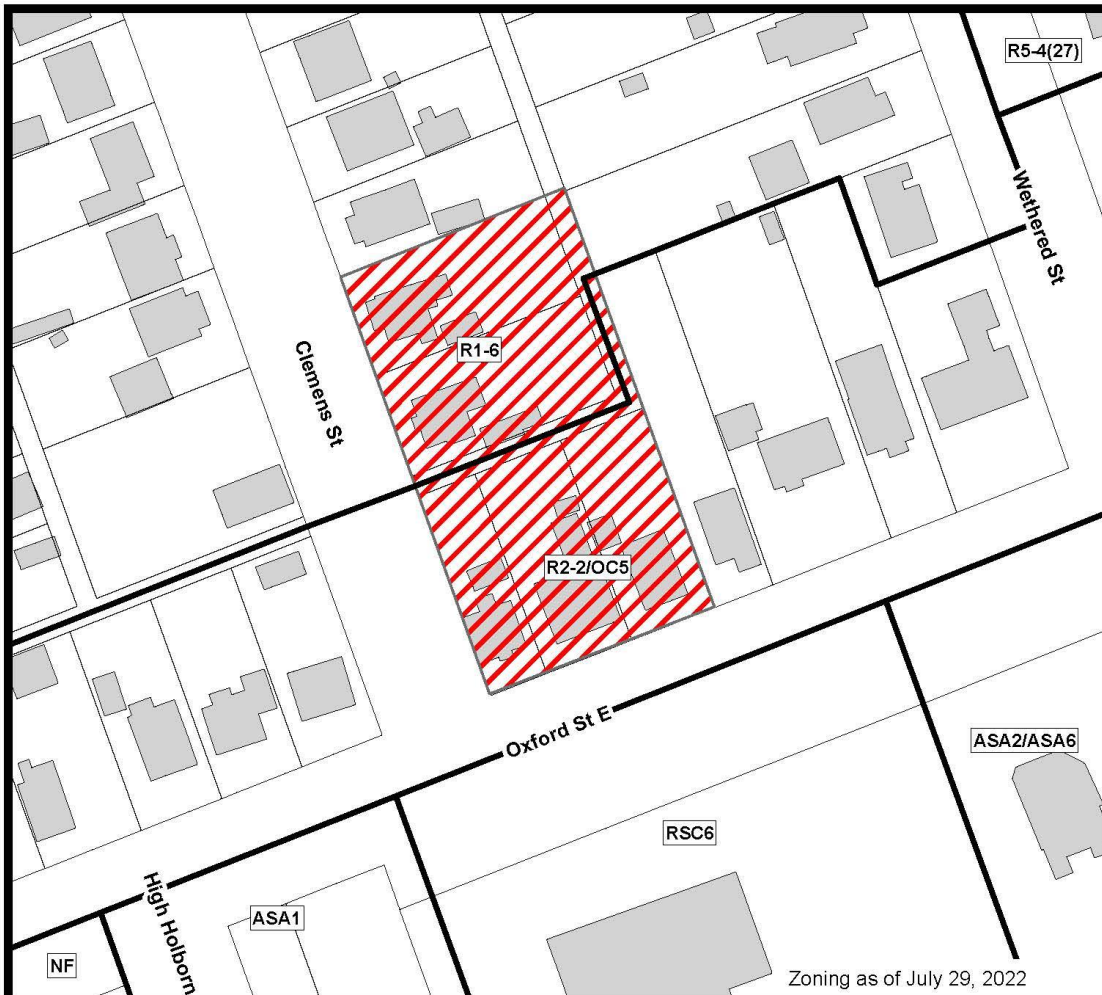 R5-4(27)
Wethered St
Clemens St
R1-6
R2-2/OC5
Oxford St E
ASA2/ASA6
RSC6
High Holborn
ASA1
NF
Zoning as of July 29, 2022